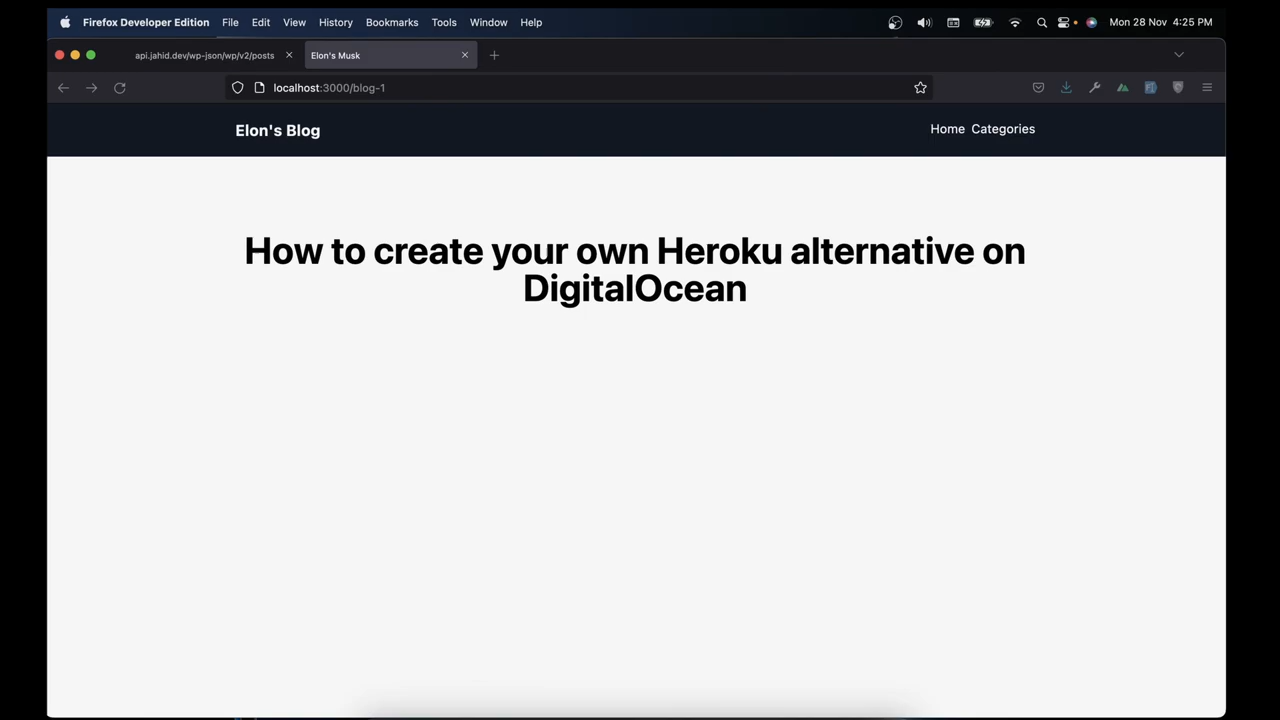 Firefox Developer Edition File Edit View History Bookmarks Tools Window Help Mon 28 Nov 4:25 PM
api.jahid.dev/wp-json/wp/v2/posts Elon's Musk
localhost:3000/blog-1
Elon's Blog Home Categories
How to create your own Heroku alternative on
DigitalOcean